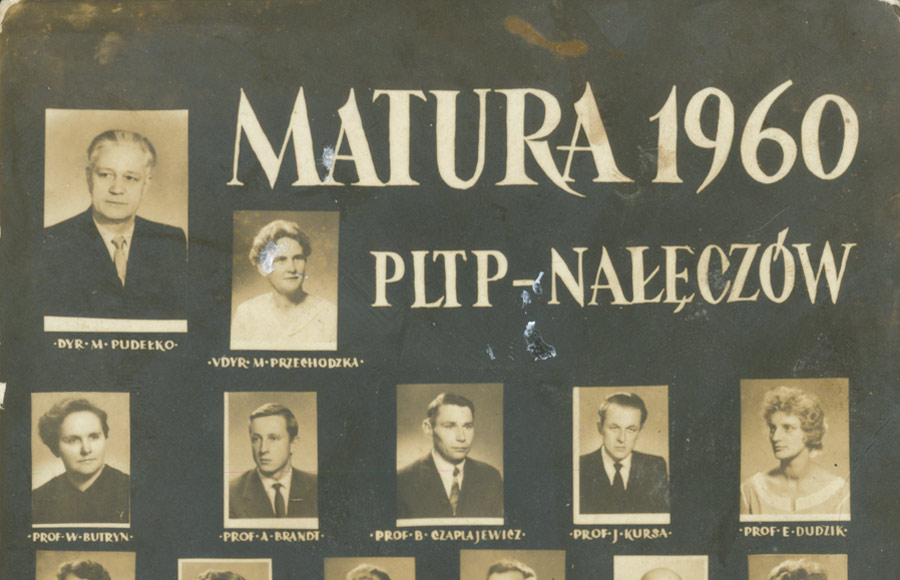 MATURA 1960
PLTP-NAŁĘCZÓW
·DYR·M·PUDEŁKO·
·VDYR·M·PRZECHODZKA·
·PROF·W·BUTRYN·
·PROF·A·BRANDT·
·PROF·B·CZAPLAJEWICZ·
·PROF·J·KURSA·
·PROF·E·DUDZIK·